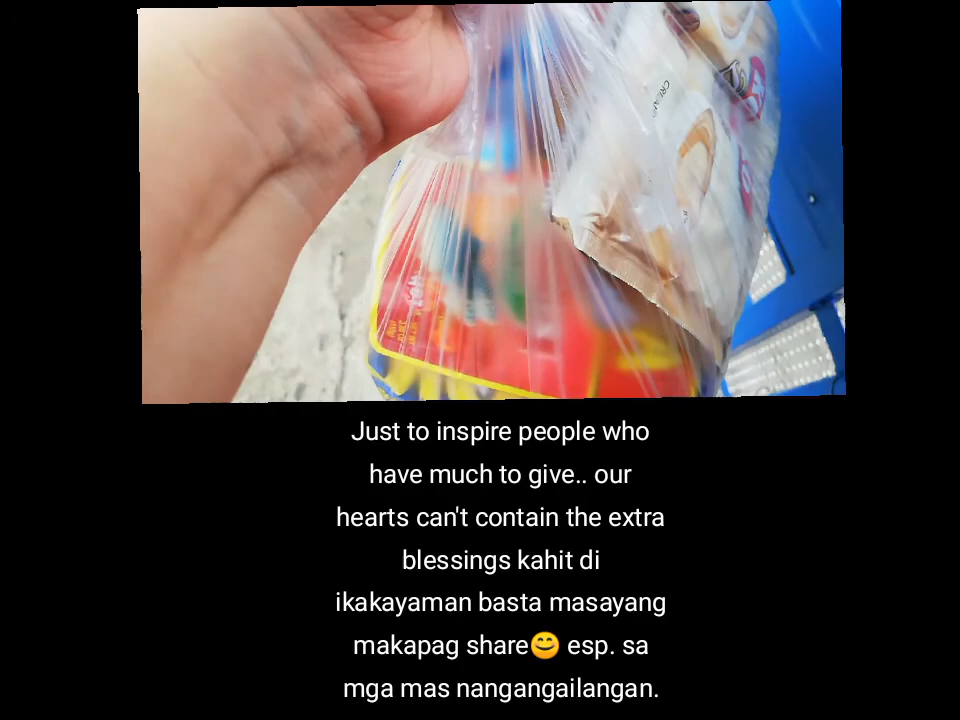 CREAM
Just to inspire people who
have much to give.. our
hearts can't contain the extra
blessings kahit di
ikakayaman basta masayang
makapag share😊 esp. sa
mga mas nangangailangan.